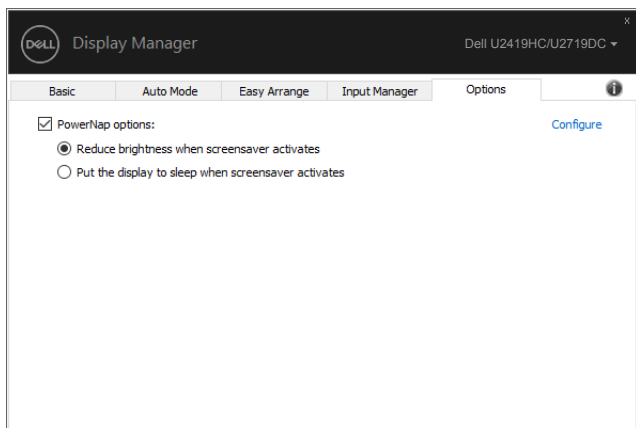 x
DELL Display Manager Dell U2419HC/U2719DC
Basic Auto Mode Easy Arrange Input Manager Options i
PowerNap options: Configure
Reduce brightness when screensaver activates
Put the display to sleep when screensaver activates